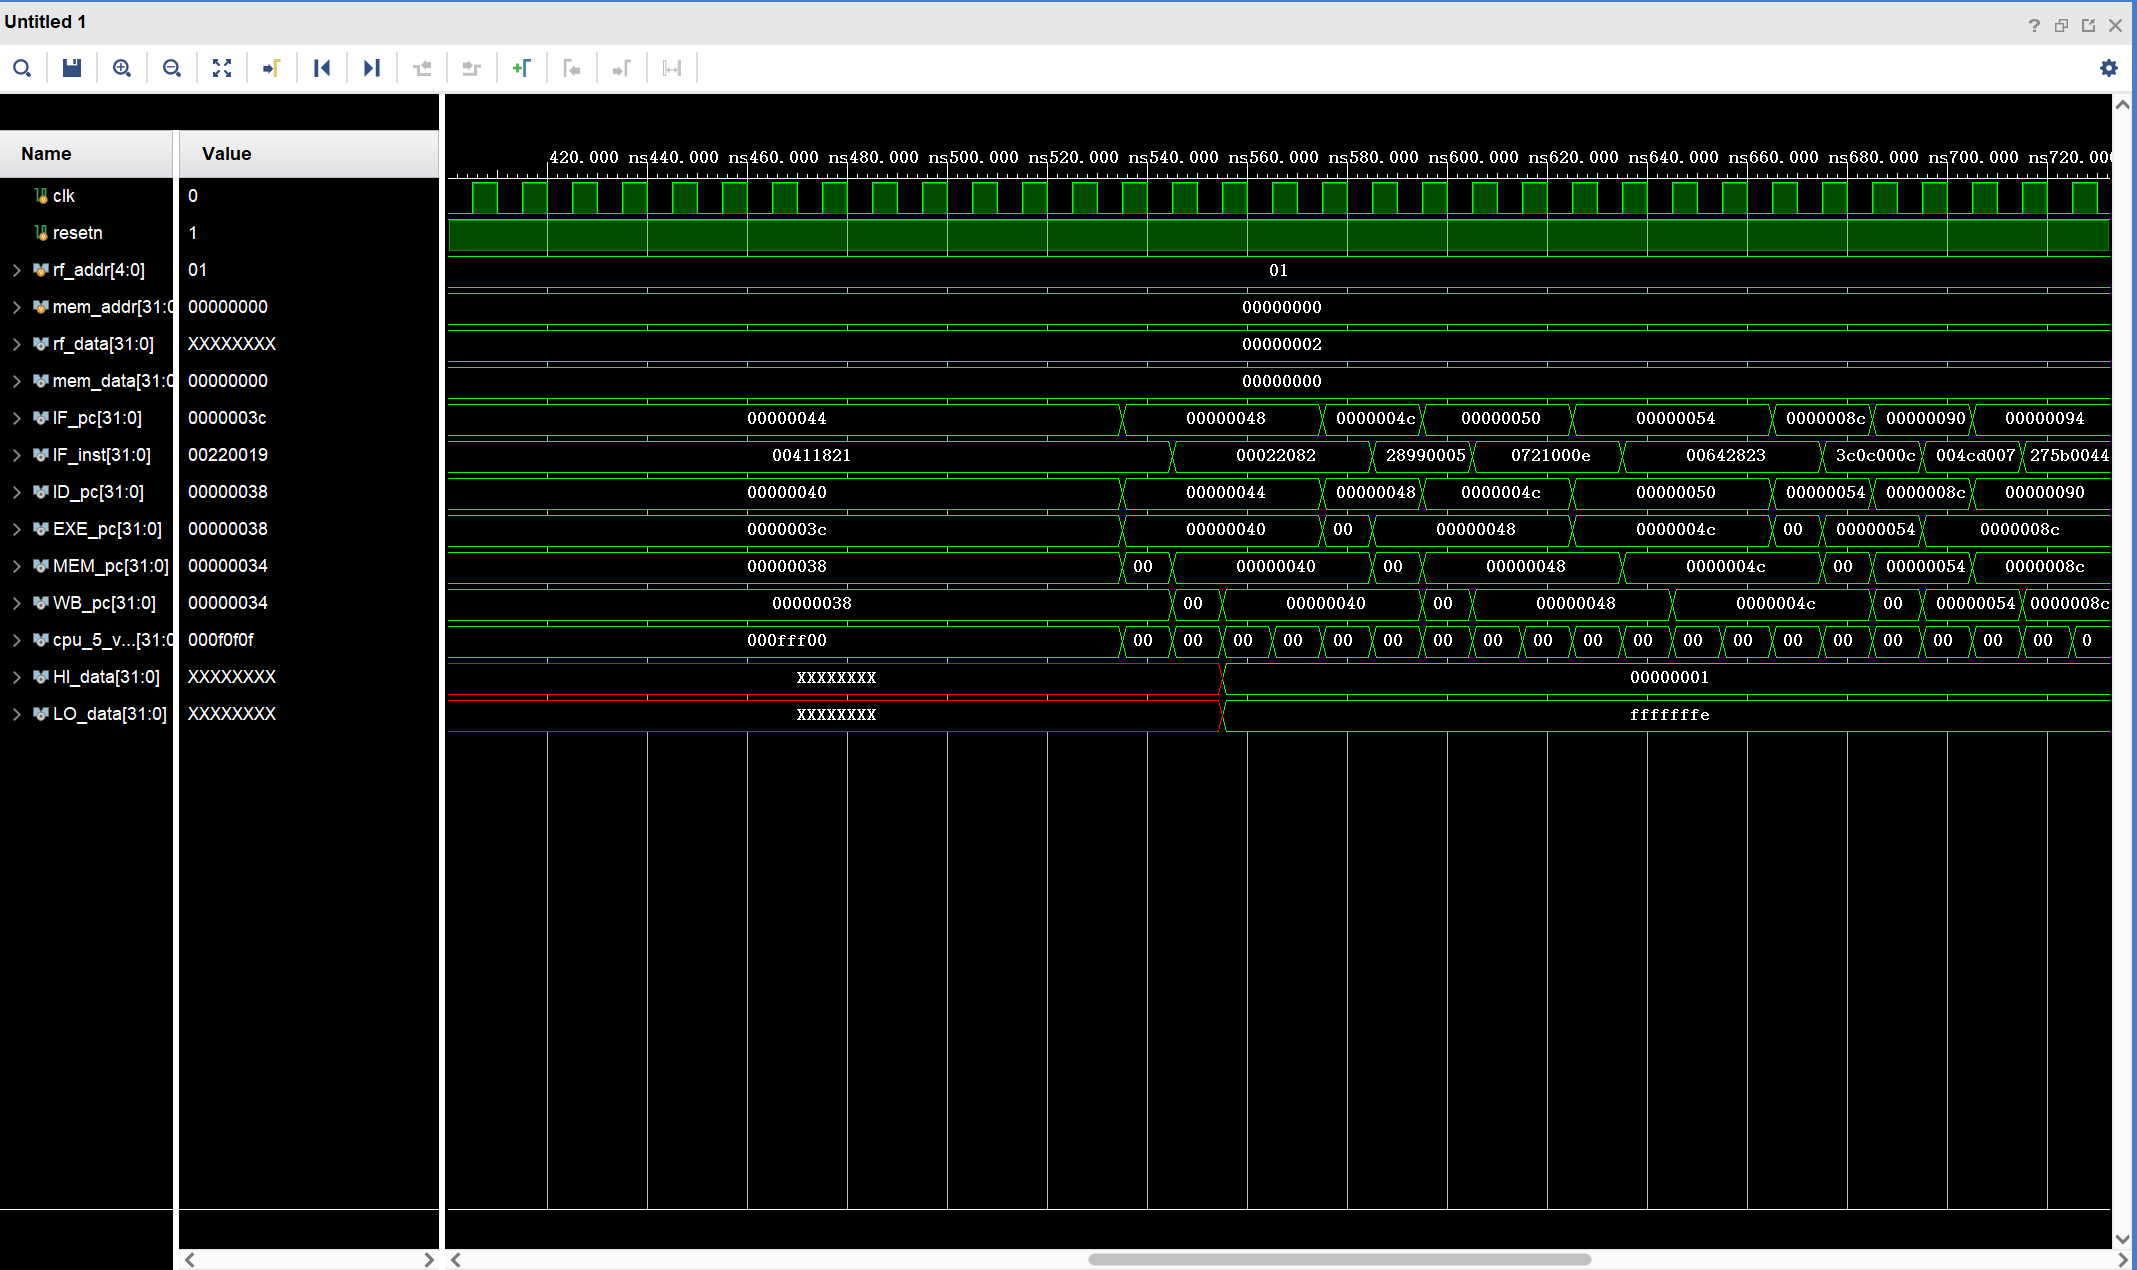 Untitled 1
Name Value
420.000 ns 440.000 ns 460.000 ns 480.000 ns 500.000 ns 520.000 ns 540.000 ns 560.000 ns 580.000 ns 600.000 ns 620.000 ns 640.000 ns 660.000 ns 680.000 ns 700.000 ns 720.00
clk 0
resetn 1
rf_addr[4:0] 01 01
mem_addr[31:0 00000000 00000000
rf_data[31:0] XXXXXXXX 00000002
mem_data[31:0 00000000 00000000
IF_pc[31:0] 0000003c 00000044 00000048 0000004c 00000050 00000054 0000008c 00000090 00000094
IF_inst[31:0] 00220019 00411821 00022082 28990005 0721000e 00642823 3c0c000c 004cd007 275b0044
ID_pc[31:0] 00000038 00000040 00000044 00000048 0000004c 00000050 00000054 0000008c 00000090
EXE_pc[31:0] 00000038 0000003c 00000040 00 00000048 0000004c 00 00000054 0000008c
MEM_pc[31:0] 00000034 00000038 00 00000040 00 00000048 0000004c 00 00000054 0000008c
WB_pc[31:0] 00000034 00000038 00 00000040 00 00000048 0000004c 00 00000054 0000008c
cpu_5_v...[31:0 000f0f0f 000fff00 00 00 00 00 00 00 00 00 00 00 00 00 00 00 00 00 00 00 00 0
HI_data[31:0] XXXXXXXX XXXXXXXX 00000001
LO_data[31:0] XXXXXXXX XXXXXXXX fffffffe